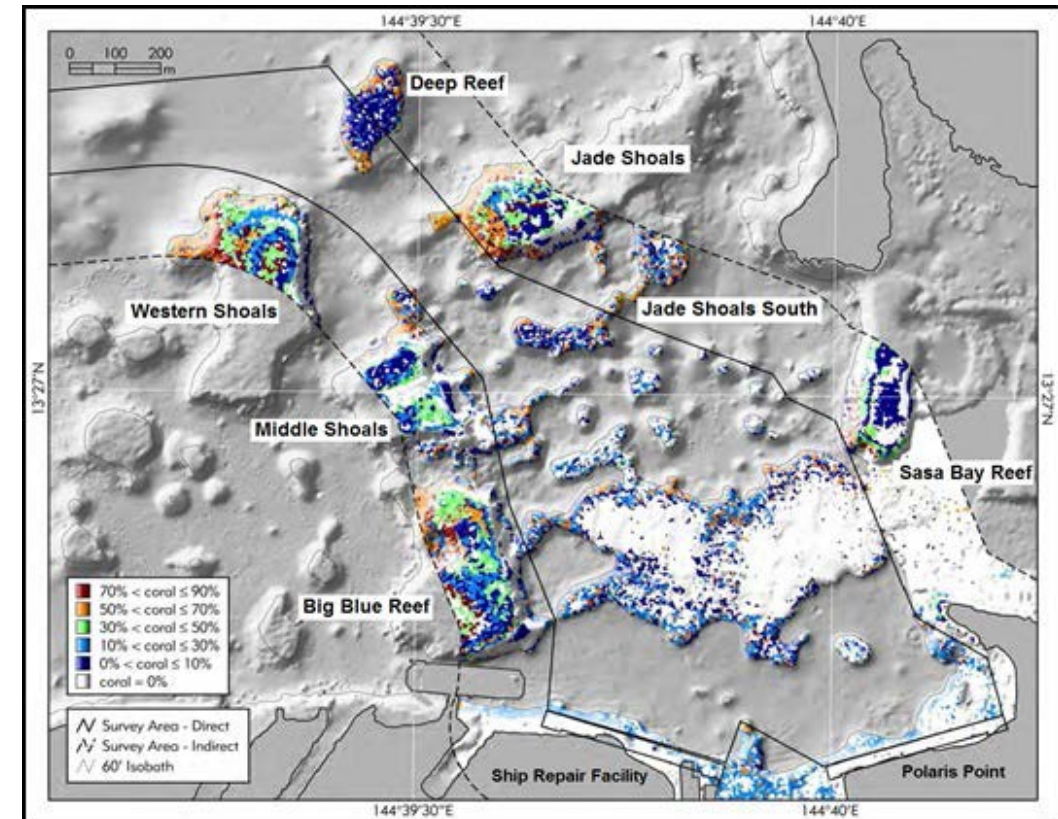 144°39'30"E
144°40'E
0 100 200
m
Deep Reef
Jade Shoals
Western Shoals
Jade Shoals South
13°27'N
13°27'N
Middle Shoals
Sasa Bay Reef
Big Blue Reef
70% < coral ≤ 90%
50% < coral ≤ 70%
30% < coral ≤ 50%
10% < coral ≤ 30%
0% < coral ≤ 10%
coral = 0%
Survey Area - Direct
Survey Area - Indirect
60' Isobath
Ship Repair Facility
Polaris Point
144°39'30"E
144°40'E